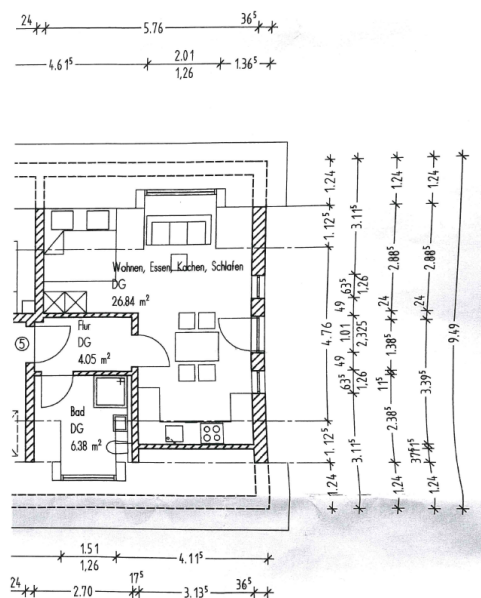 24 5.76 36⁵
4.61⁵ 2.01 1.36⁵
1,26
Wohnen, Essen, Kochen, Schlafen
DG
26.84 m²
Flur
DG
4.05 m²
5
Bad
DG
6.38 m²
1.24 1.12⁵ 4.76 1.12⁵ 1.24
3.11⁵ 63⁵ 1,26 49 1.01 2,325 49 63⁵ 1,26 3.11⁵
1.24 2.88⁵ 24 1.38⁵ 11⁵ 2.38⁵ 1.24
1.24 2.88⁵ 24 3.39⁵ 11⁵ 37⁵ 1.24
9.49
1.51 4.11⁵
1,26
24 2.70 17⁵ 3.13⁵ 36⁵